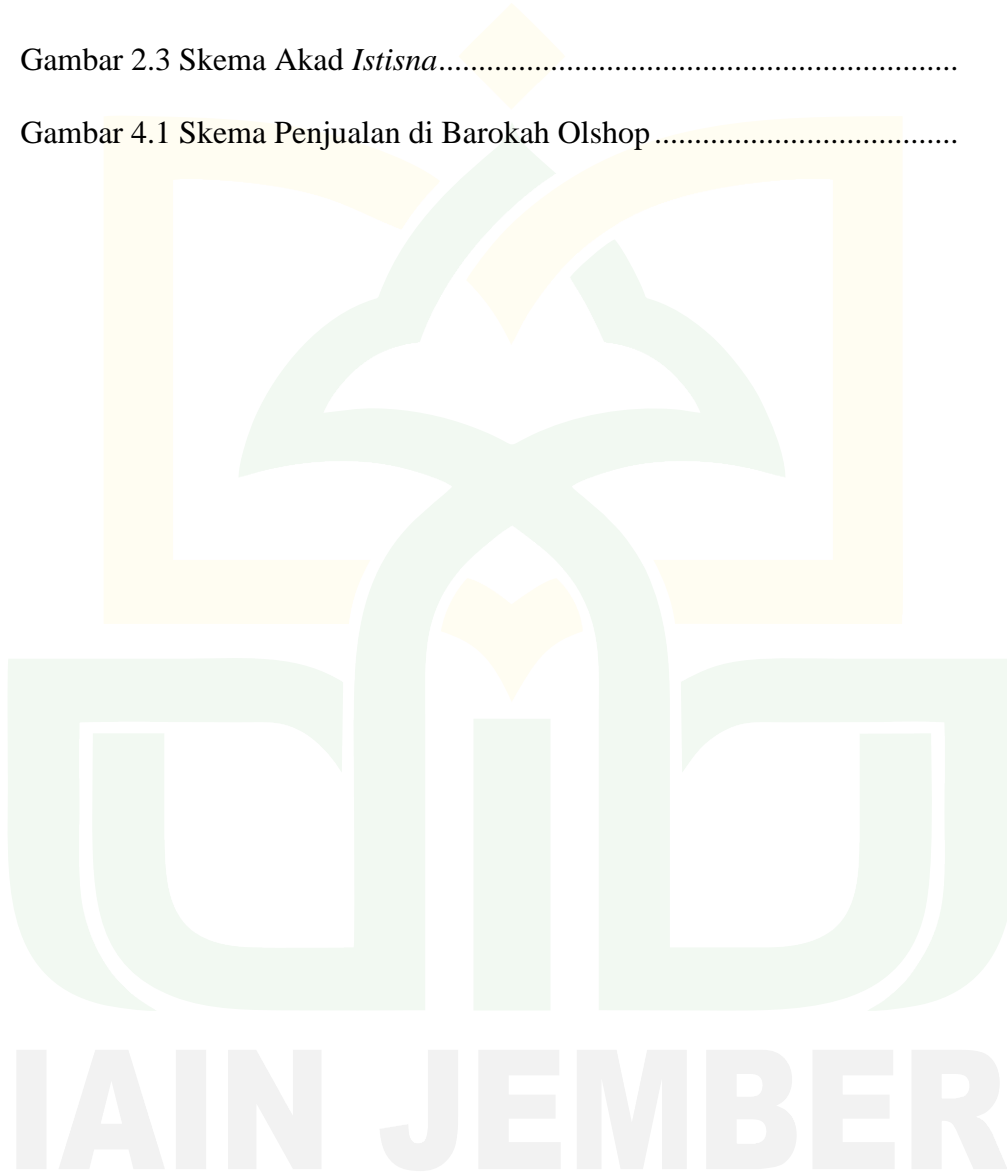 Gambar 2.3 Skema Akad Istisna.................................................................
Gambar 4.1 Skema Penjualan di Barokah Olshop ......................................
IAIN JEMBER